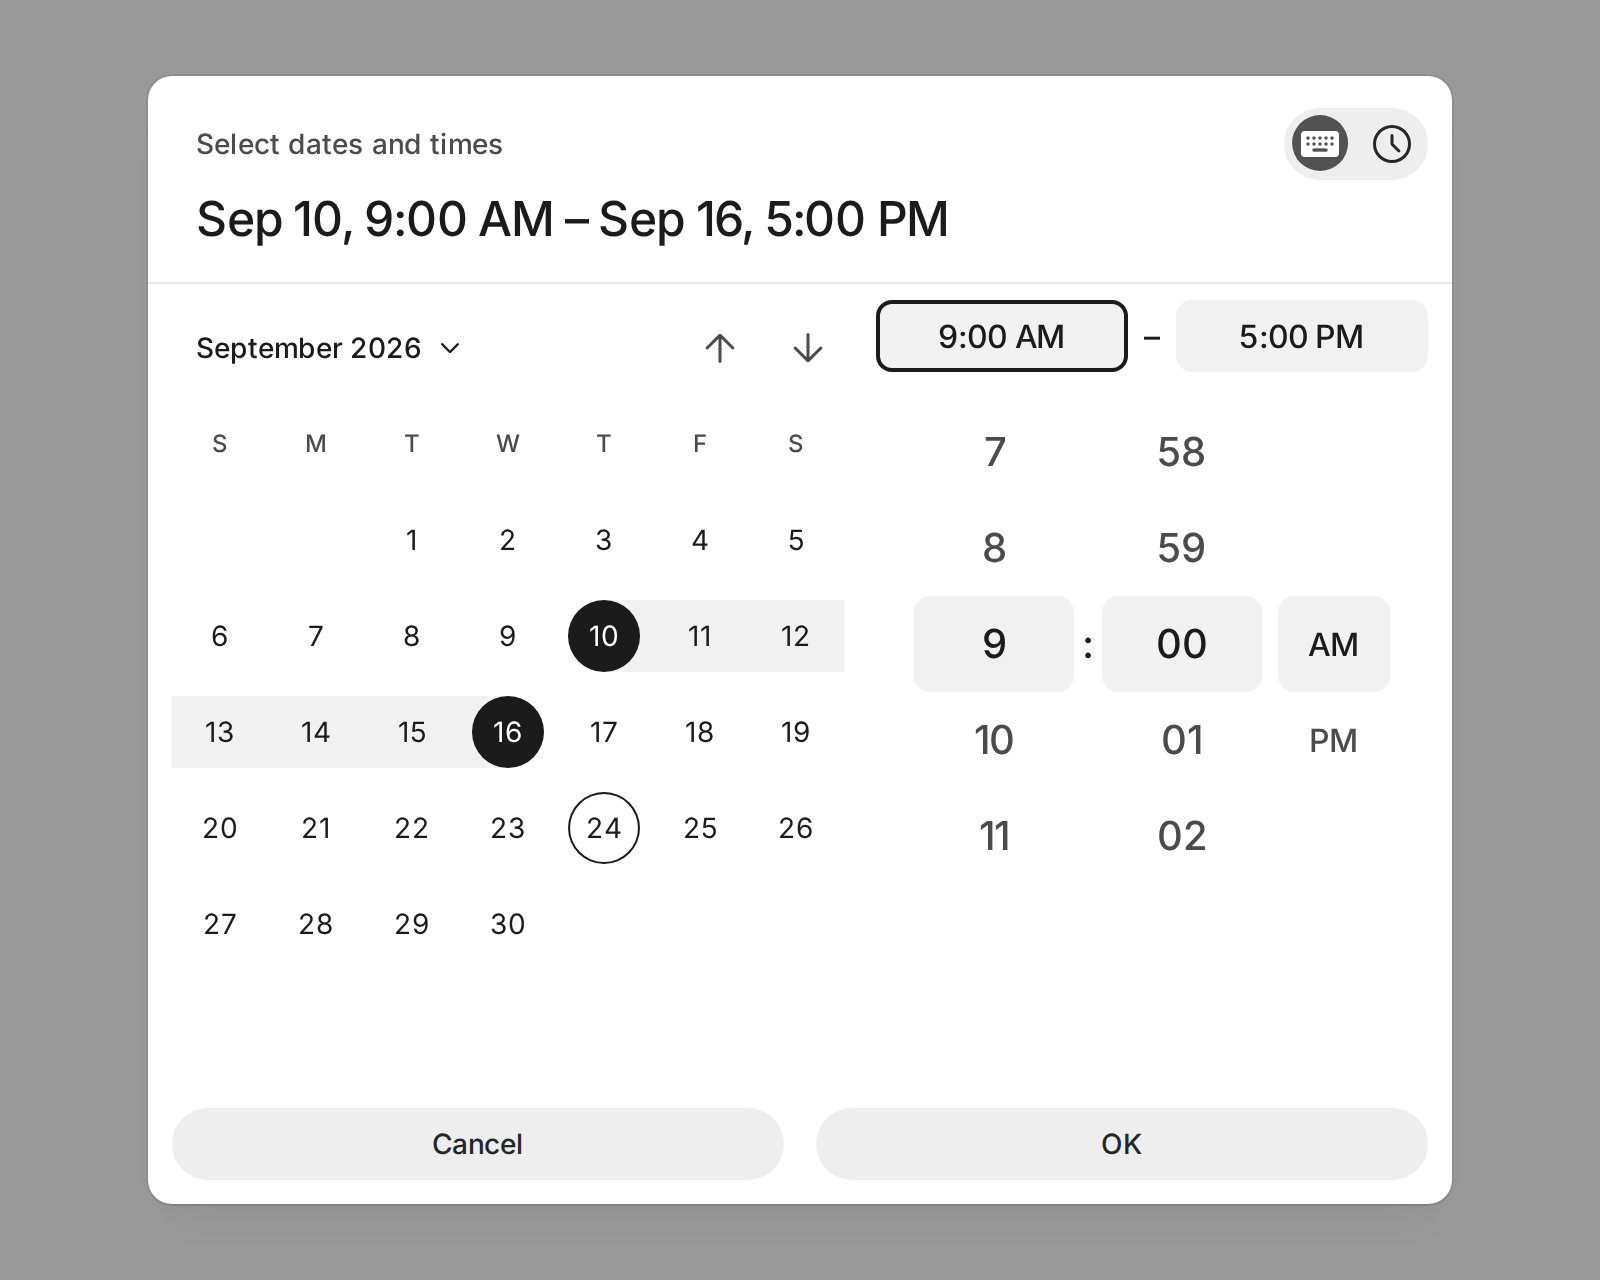 Select dates and times
Sep 10, 9:00 AM – Sep 16, 5:00 PM
September 2026
S M T W T F S
1 2 3 4 5
6 7 8 9 10 11 12
13 14 15 16 17 18 19
20 21 22 23 24 25 26
27 28 29 30
9:00 AM – 5:00 PM
7 58
8 59
9 : 00 AM
10 01 PM
11 02
Cancel OK